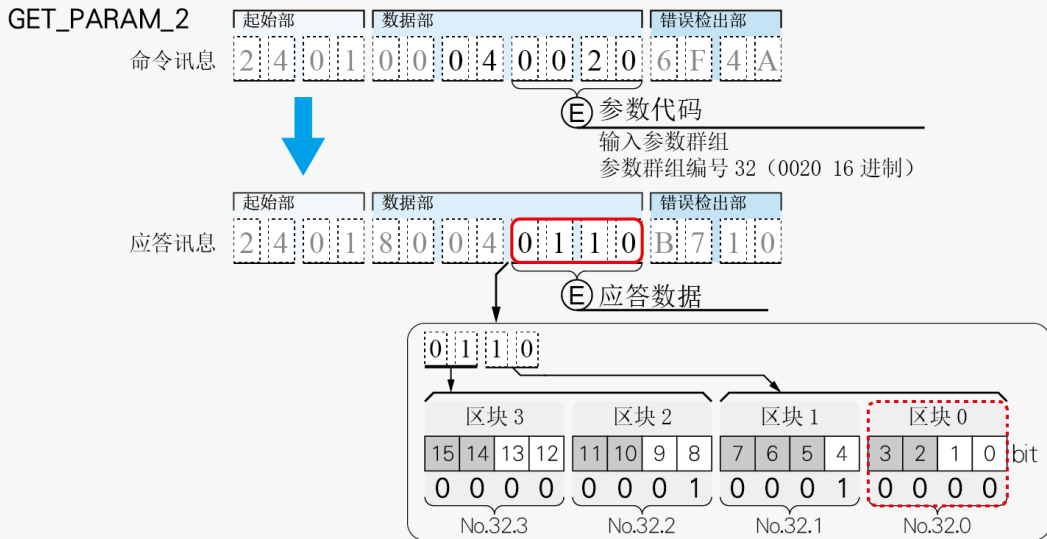 GET_PARAM_2
起始部 数据部 错误检出部
命令讯息 2 4 0 1 0 0 0 4 0 0 2 0 6 F 4 A
E 参数代码
输入参数群组
参数群组编号 32（0020 16 进制）
起始部 数据部 错误检出部
应答讯息 2 4 0 1 8 0 0 4 0 1 1 0 B 7 1 0
E 应答数据
0 1 1 0
区块 3 区块 2 区块 1 区块 0
15 14 13 12 11 10 9 8 7 6 5 4 3 2 1 0 bit
0 0 0 0 0 0 0 1 0 0 0 1 0 0 0 0
No.32.3 No.32.2 No.32.1 No.32.0